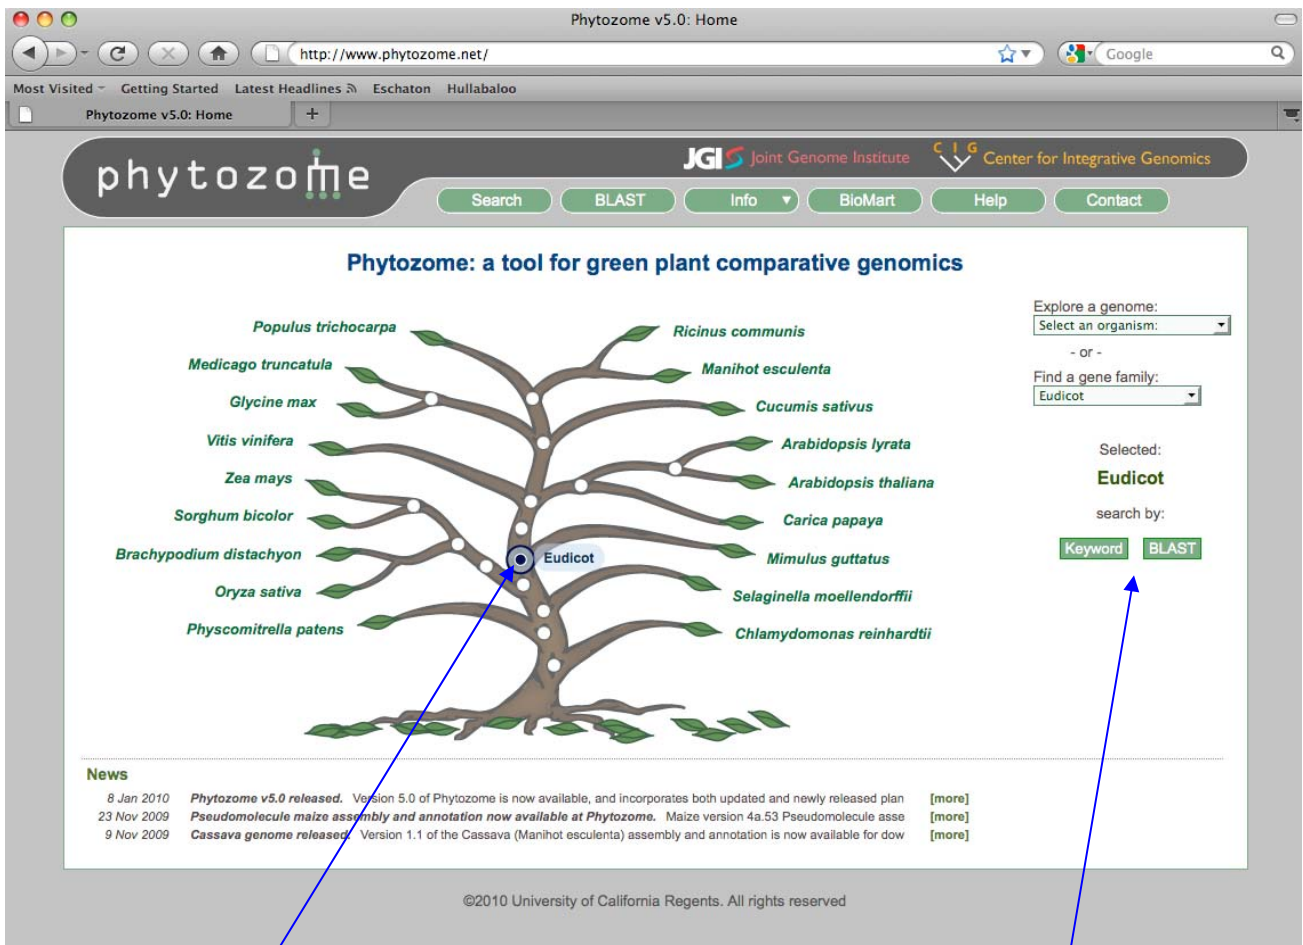 Phytozome v5.0: Home
http://www.phytozome.net/
Google
Most Visited Getting Started Latest Headlines Eschaton Hullabaloo
Phytozome v5.0: Home +
phytozome
JGI Joint Genome Institute
CIG Center for Integrative Genomics
Search BLAST Info BioMart Help Contact
Phytozome: a tool for green plant comparative genomics
Populus trichocarpa
Medicago truncatula
Glycine max
Vitis vinifera
Zea mays
Sorghum bicolor
Brachypodium distachyon
Oryza sativa
Physcomitrella patens
Eudicot
Ricinus communis
Manihot esculenta
Cucumis sativus
Arabidopsis lyrata
Arabidopsis thaliana
Carica papaya
Mimulus guttatus
Selaginella moellendorffii
Chlamydomonas reinhardtii
Explore a genome:
Select an organism:
- or -
Find a gene family:
Eudicot
Selected:
Eudicot
search by:
Keyword BLAST
News
8 Jan 2010 Phytozome v5.0 released. Version 5.0 of Phytozome is now available, and incorporates both updated and newly released plan [more]
23 Nov 2009 Pseudomolecule maize assembly and annotation now available at Phytozome. Maize version 4a.53 Pseudomolecule asse [more]
9 Nov 2009 Cassava genome released. Version 1.1 of the Cassava (Manihot esculenta) assembly and annotation is now available for dow [more]
©2010 University of California Regents. All rights reserved